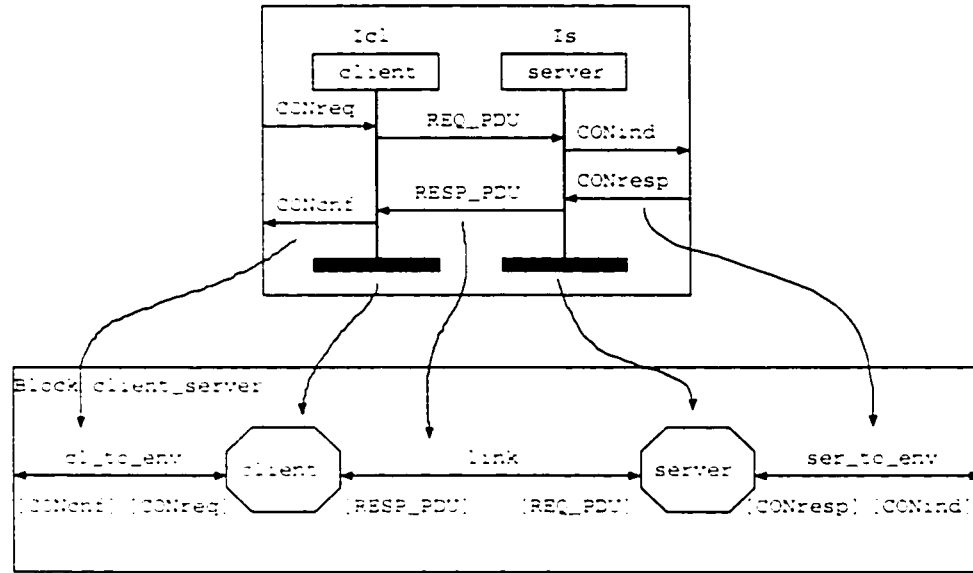 Icl Is
client server
CONreq
REQ_PDU
CONind
CONresp
RESP_PDU
CONcnf
Block client_server
cl_to_env
client
link
server
ser_to_env
[CONcnf] [CONreq] [RESP_PDU] [REQ_PDU] [CONresp] [CONind]